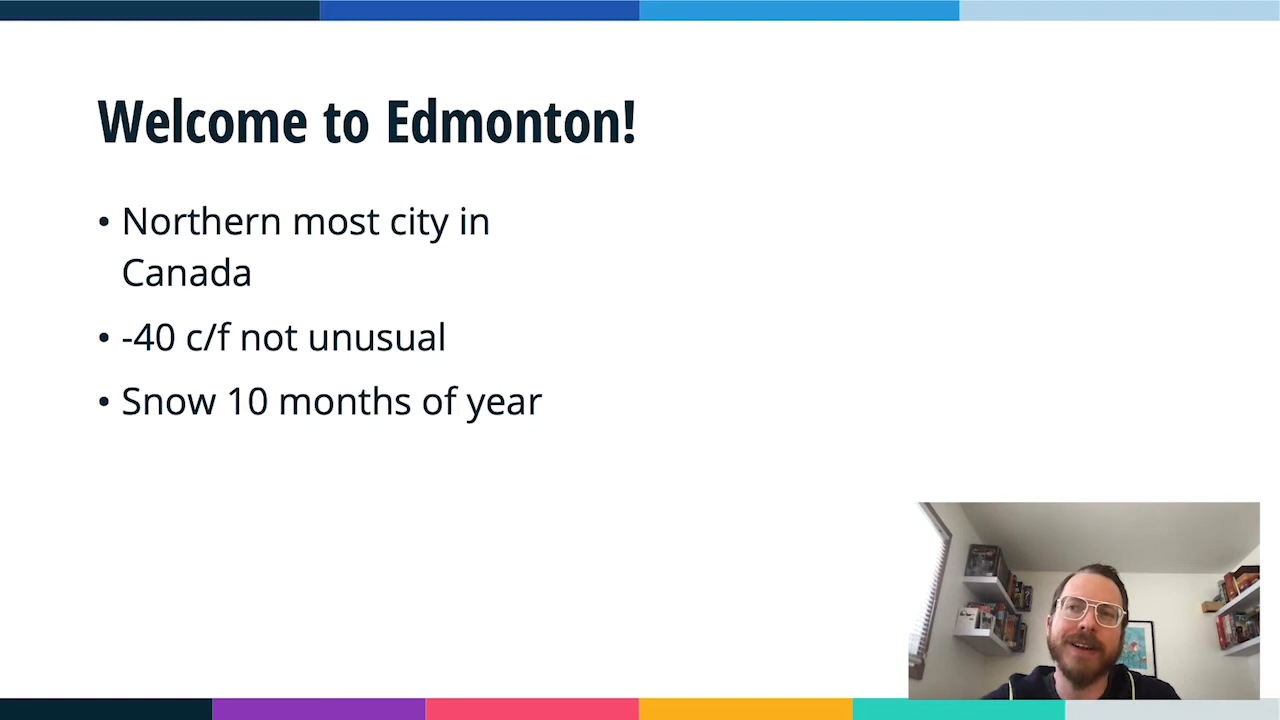 Welcome to Edmonton!
• Northern most city in
Canada
• -40 c/f not unusual
• Snow 10 months of year